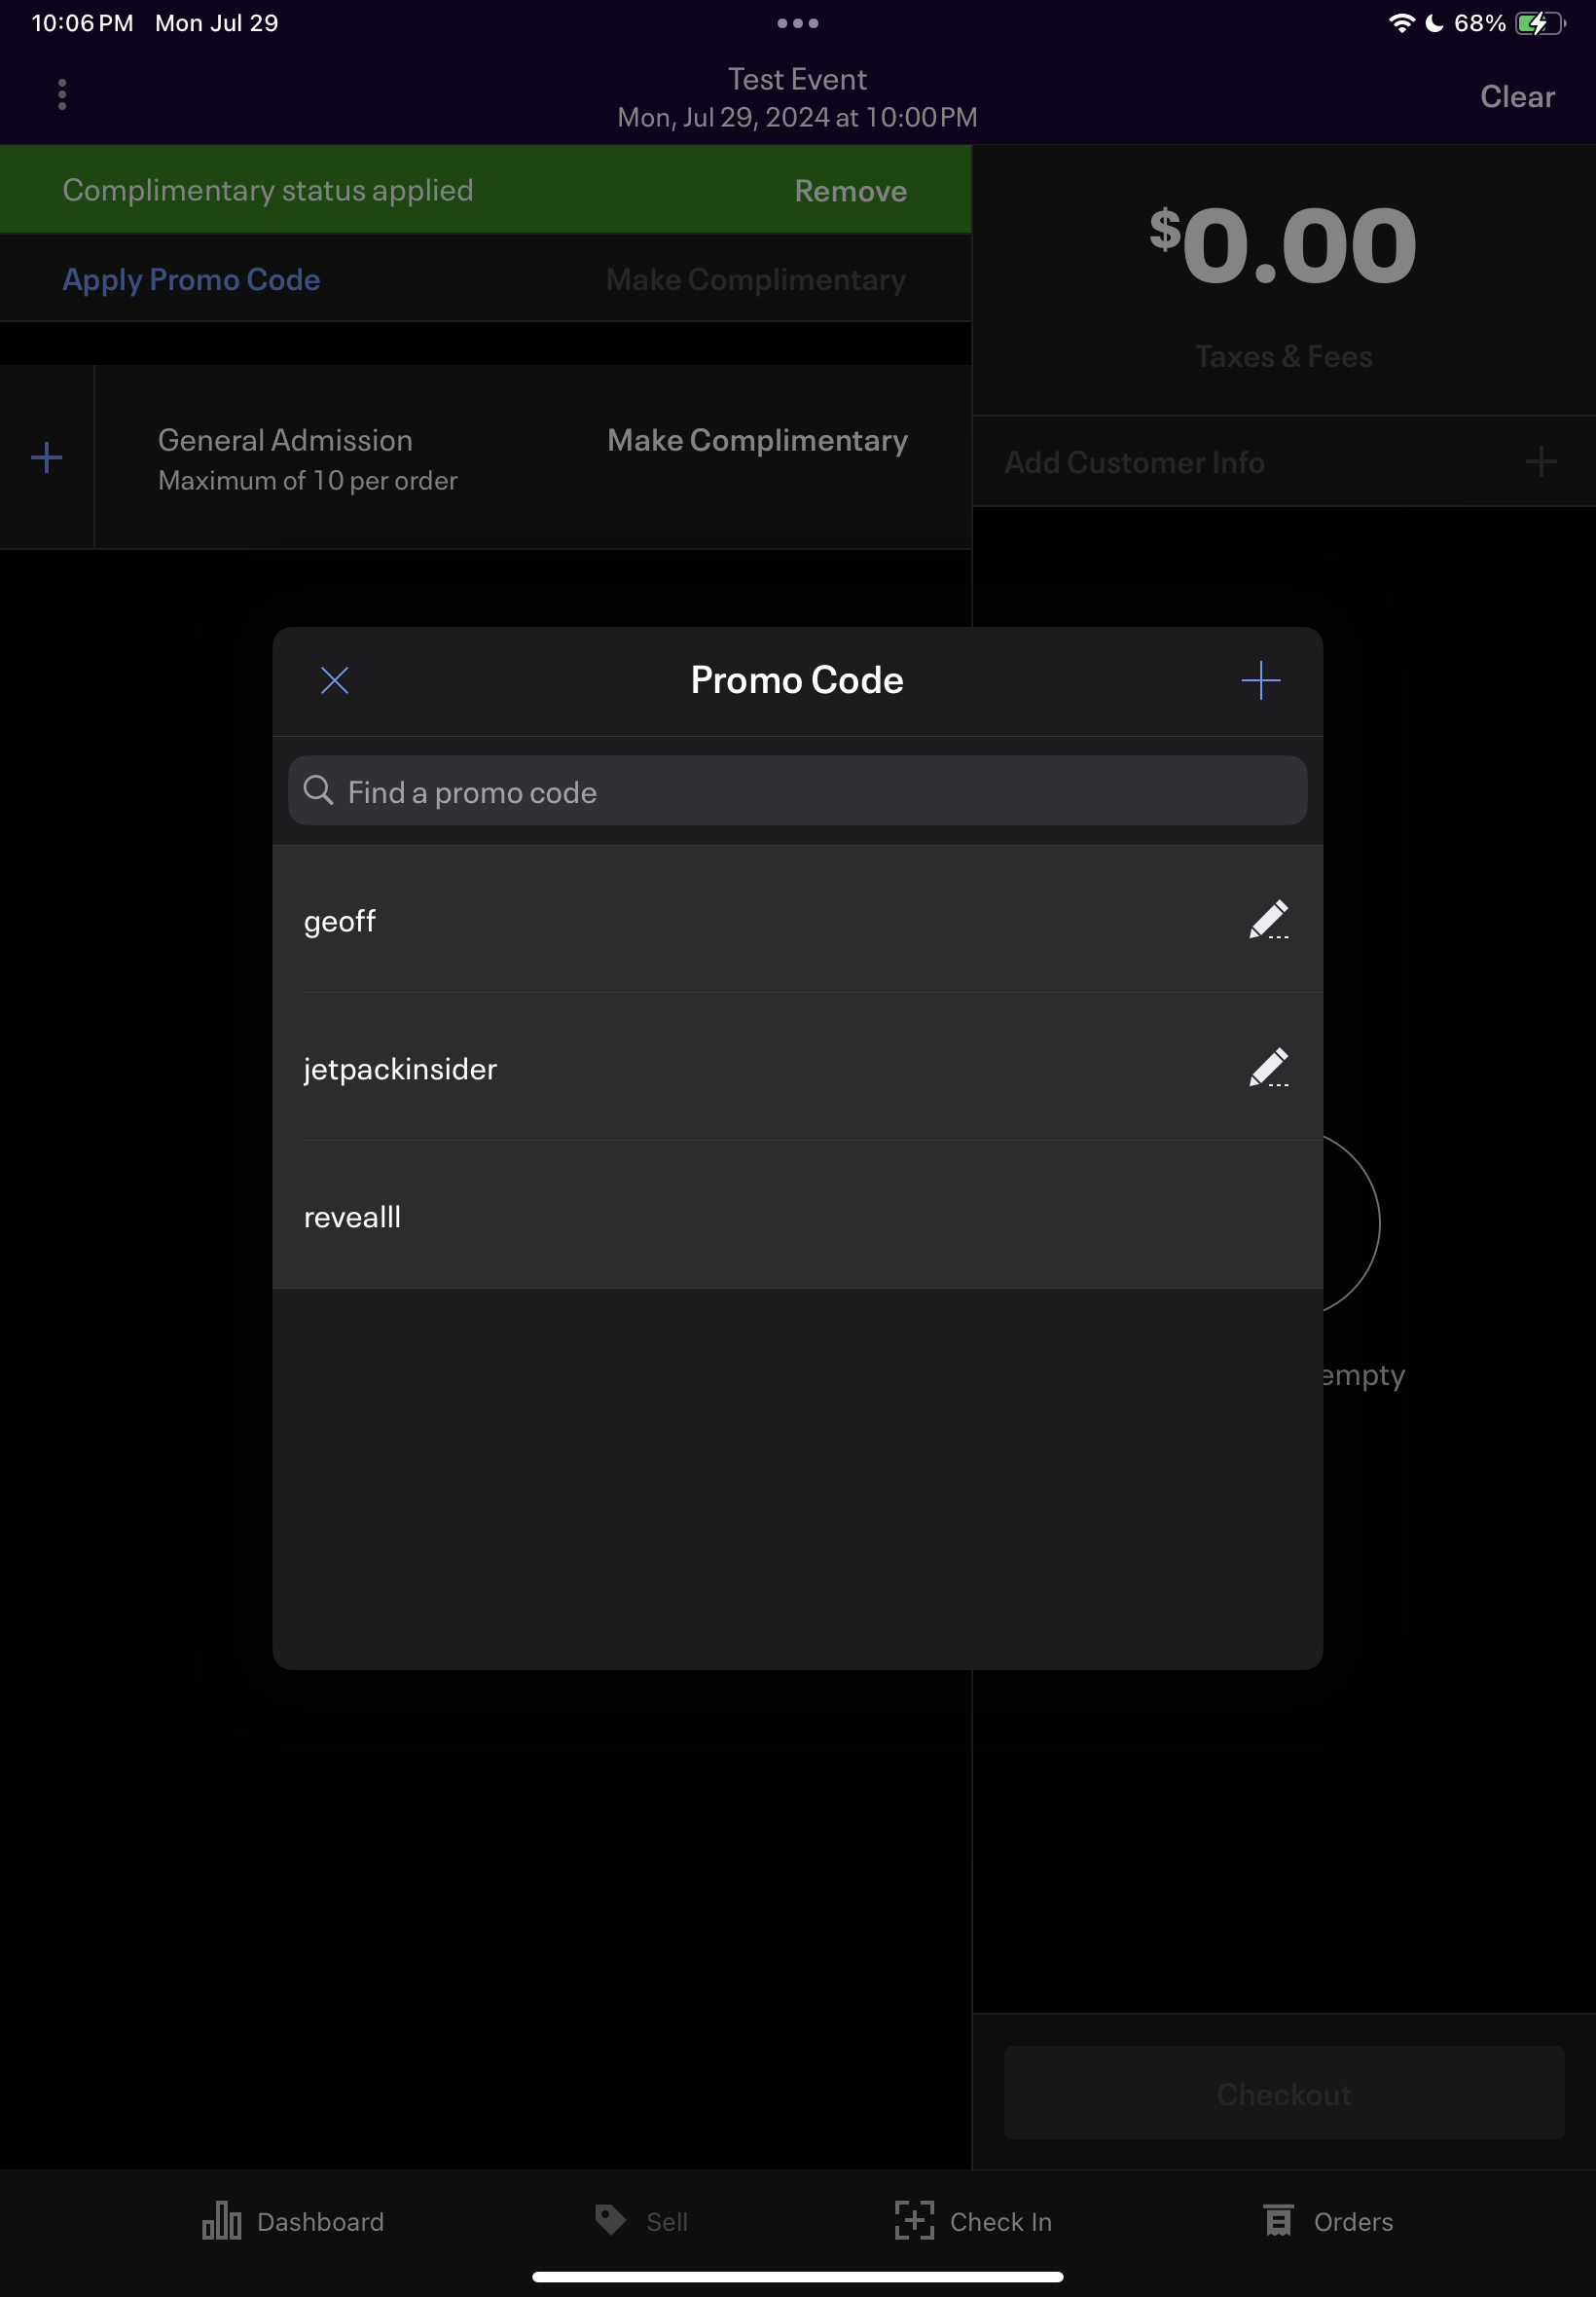 10:06 PM Mon Jul 29
68%
Test Event
Mon, Jul 29, 2024 at 10:00 PM
Clear
Complimentary status applied
Remove
Apply Promo Code
Make Complimentary
$0.00
Taxes & Fees
General Admission
Make Complimentary
Maximum of 10 per order
Add Customer Info
Promo Code
Find a promo code
geoff
jetpackinsider
revealll
empty
Checkout
Dashboard
Sell
Check In
Orders